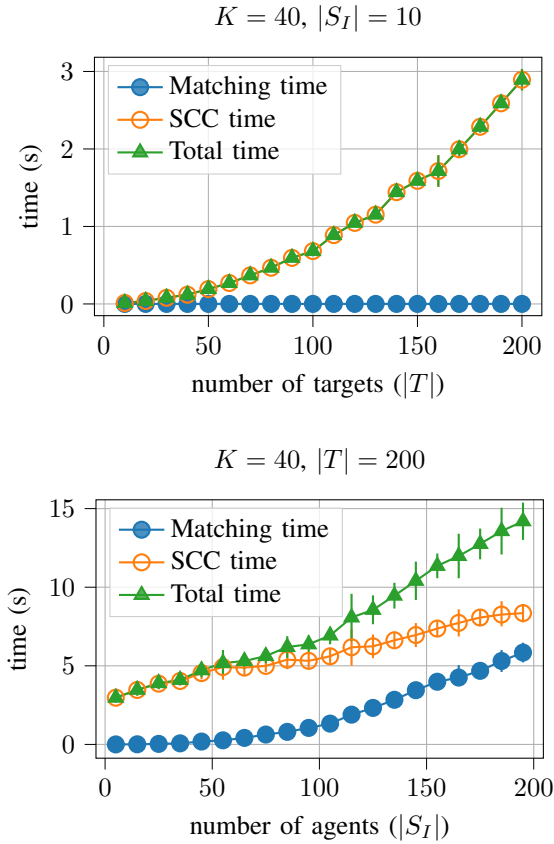 K = 40, |S_I| = 10
3
2
1
0
time (s)
Matching time
SCC time
Total time
0
50
100
150
200
number of targets (|T|)
K = 40, |T| = 200
15
10
5
0
time (s)
Matching time
SCC time
Total time
0
50
100
150
200
number of agents (|S_I|)